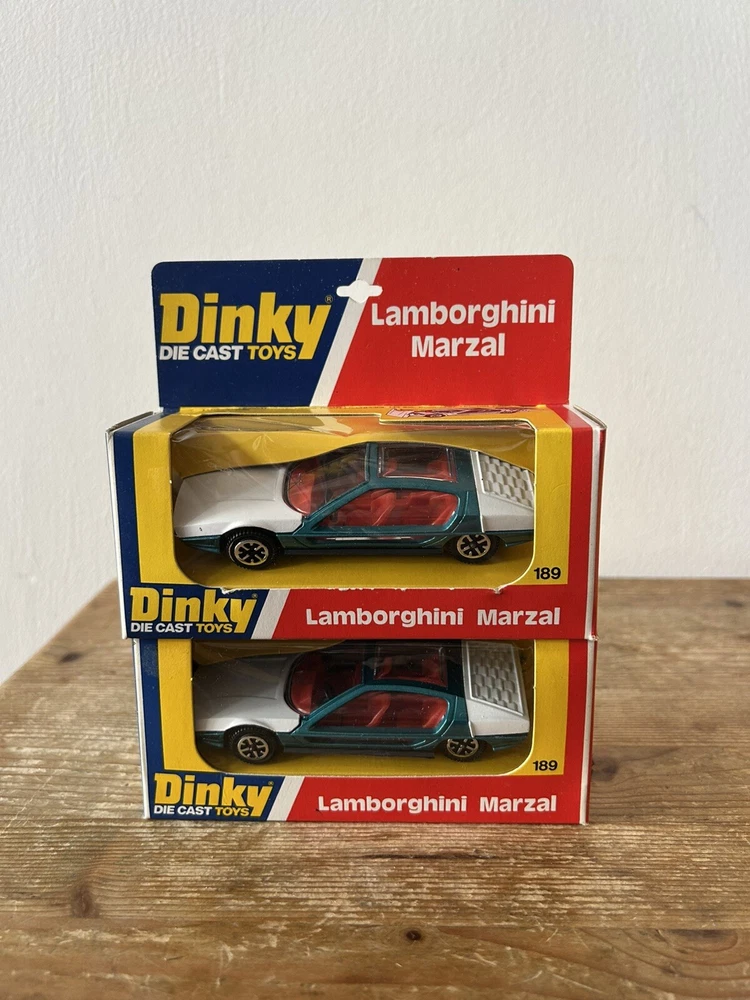 Dinky®
DIE CAST TOYS
Lamborghini
Marzal
189
Dinky
DIE CAST TOYS
Lamborghini Marzal
189
Dinky
DIE CAST TOYS
Lamborghini Marzal